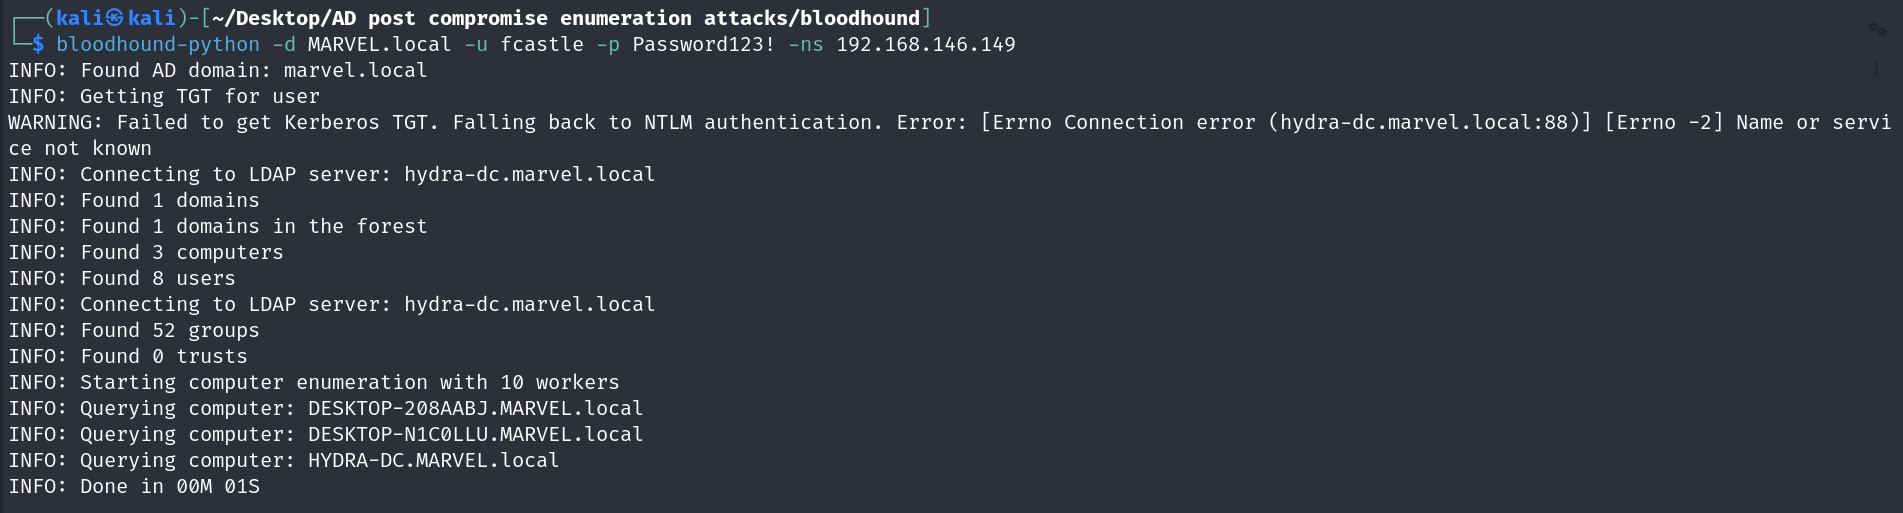 ┌──(kali㉿kali)-[~/Desktop/AD post compromise enumeration attacks/bloodhound]
└─$ bloodhound-python -d MARVEL.local -u fcastle -p Password123! -ns 192.168.146.149
INFO: Found AD domain: marvel.local
INFO: Getting TGT for user
WARNING: Failed to get Kerberos TGT. Falling back to NTLM authentication. Error: [Errno Connection error (hydra-dc.marvel.local:88)] [Errno -2] Name or servi
ce not known
INFO: Connecting to LDAP server: hydra-dc.marvel.local
INFO: Found 1 domains
INFO: Found 1 domains in the forest
INFO: Found 3 computers
INFO: Found 8 users
INFO: Connecting to LDAP server: hydra-dc.marvel.local
INFO: Found 52 groups
INFO: Found 0 trusts
INFO: Starting computer enumeration with 10 workers
INFO: Querying computer: DESKTOP-208AABJ.MARVEL.local
INFO: Querying computer: DESKTOP-N1C0LLU.MARVEL.local
INFO: Querying computer: HYDRA-DC.MARVEL.local
INFO: Done in 00M 01S